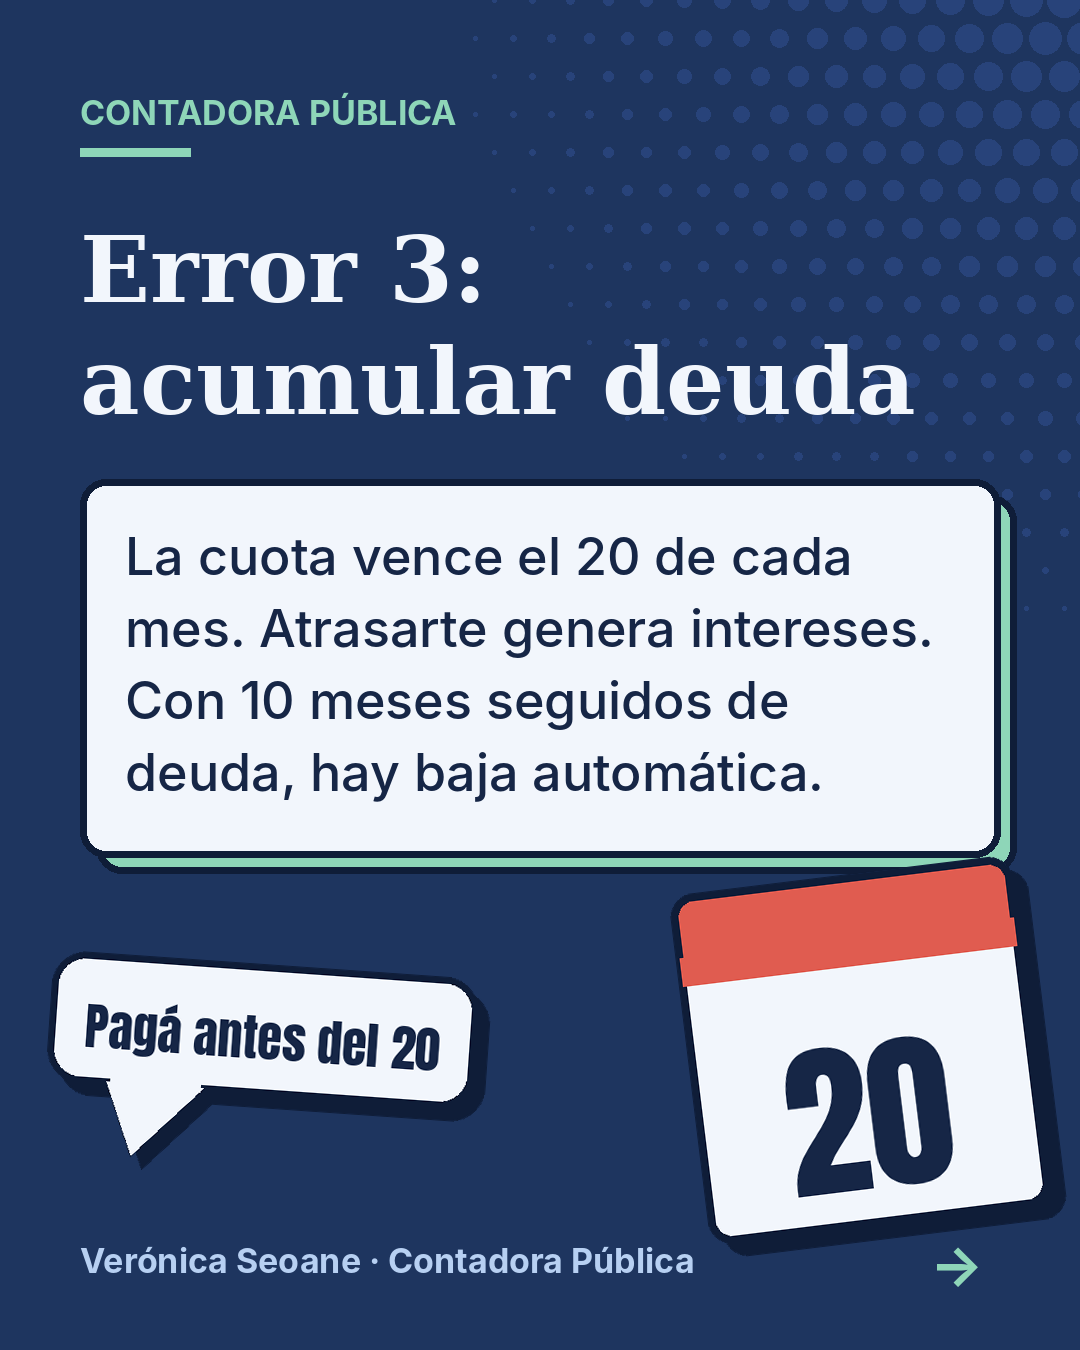 CONTADORA PÚBLICA
Error 3:
acumular deuda
La cuota vence el 20 de cada
mes. Atrasarte genera intereses.
Con 10 meses seguidos de
deuda, hay baja automática.
Pagá antes del 20
20
Verónica Seoane · Contadora Pública